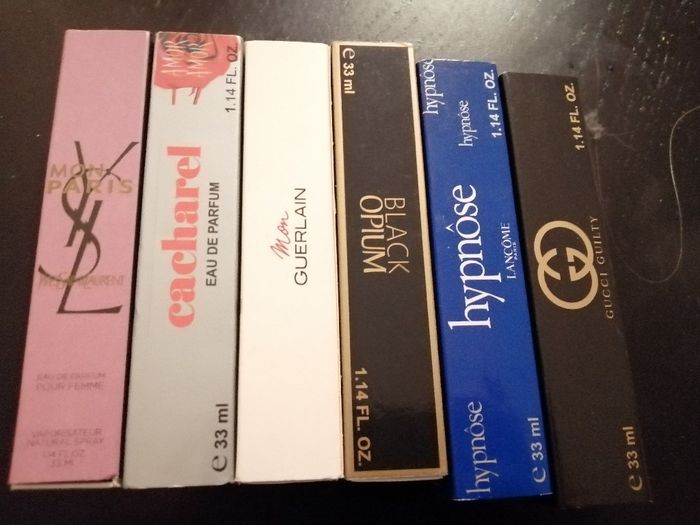 MON
PARIS
YSL
YVESSAINTLAURENT
EAU DE PARFUM
POUR FEMME
VAPORISATEUR
NATURAL SPRAY
1.14 FL.OZ
33 ML
AMOR
AMOR
1.14 FL. OZ.
cacharel
EAU DE PARFUM
e 33 ml
mon
GUERLAIN
e 33 ml
BLACK
OPIUM
1.14 FL. OZ.
hypnôse
hypnôse
1.14 FL. OZ.
hypnôse
LANCÔME
PARIS
hypnôse
e 33 ml
1.14 FL. OZ.
GUCCI GUILTY
e 33 ml